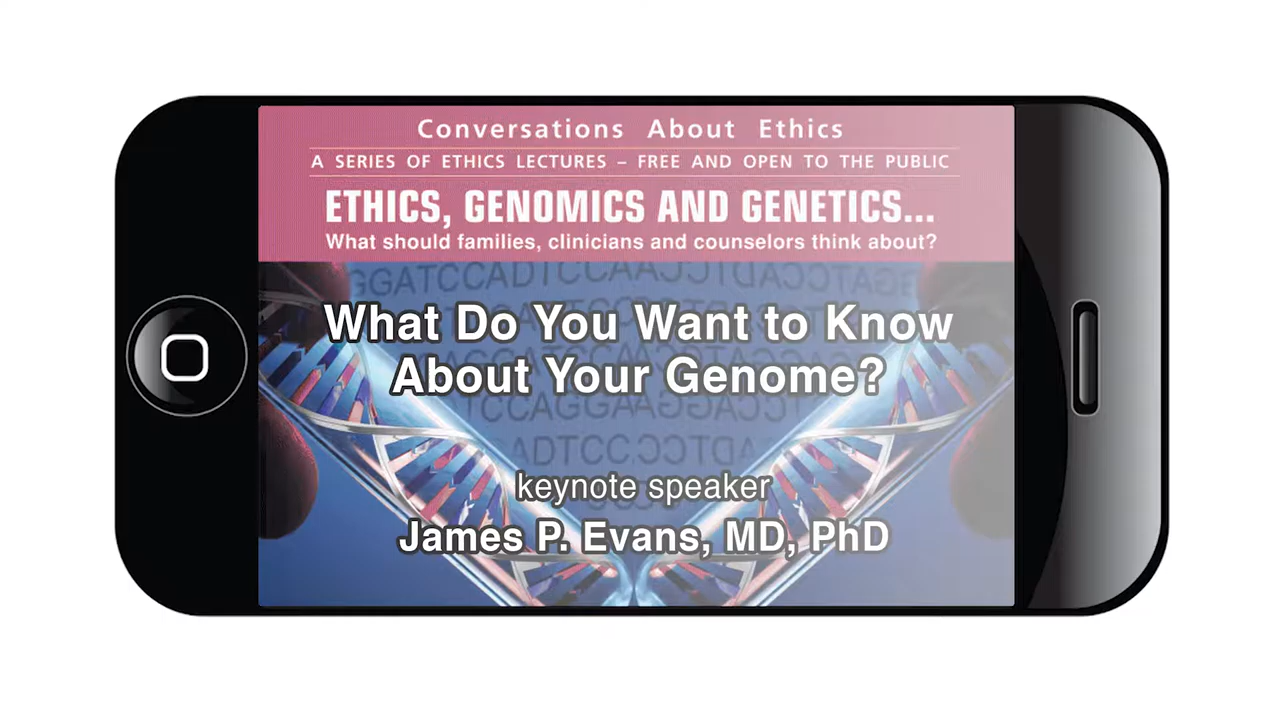 Conversations About Ethics
A SERIES OF ETHICS LECTURES – FREE AND OPEN TO THE PUBLIC
ETHICS, GENOMICS AND GENETICS...
What should families, clinicians and counselors think about?
What Do You Want to Know
About Your Genome?
keynote speaker
James P. Evans, MD, PhD